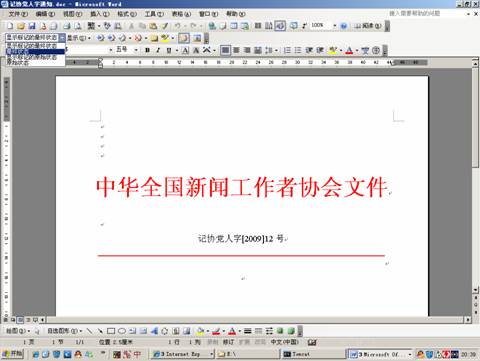 记协党人字通知.doc - Microsoft Word
文件(F) 编辑(E) 视图(V) 插入(I) 格式(O) 工具(T) 表格(A) 窗口(W) 帮助(H)
键入需要帮助的问题
显示标记的最终状态 显示(S)
显示标记的最终状态
最终状态
显示标记的原始状态
原始状态
五号
中华全国新闻工作者协会文件
记协党人字[2009]12 号
绘图(D) 自选图形(U)
1 页 1 节 1/1 位置 2.5厘米 1 行 1 列 录制 修订 扩展 改写 中文(中国)
开始 3 Internet Exp... E:\ Tomcat 3 Microsoft Of... 20:39